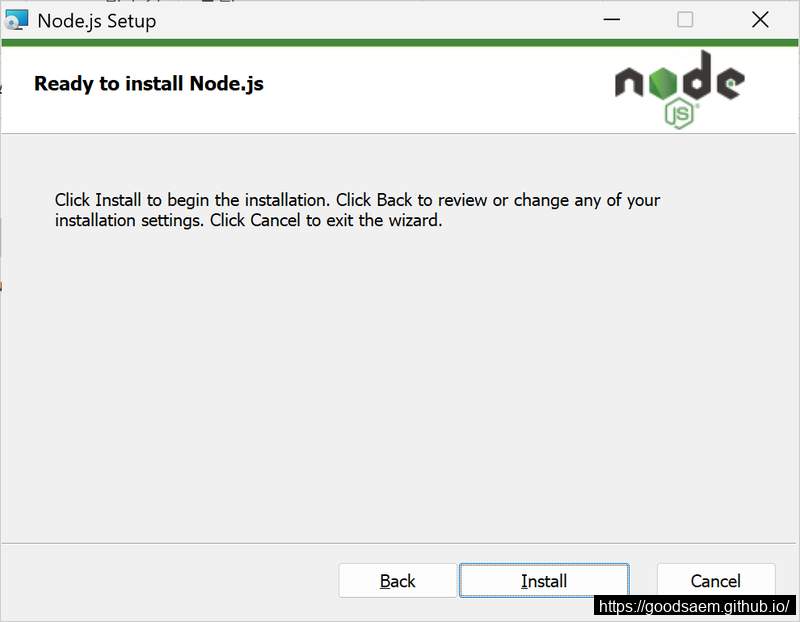 Node.js Setup
Ready to install Node.js
node
JS
Click Install to begin the installation. Click Back to review or change any of your
installation settings. Click Cancel to exit the wizard.
Back
Install
Cancel
https://goodsaem.github.io/